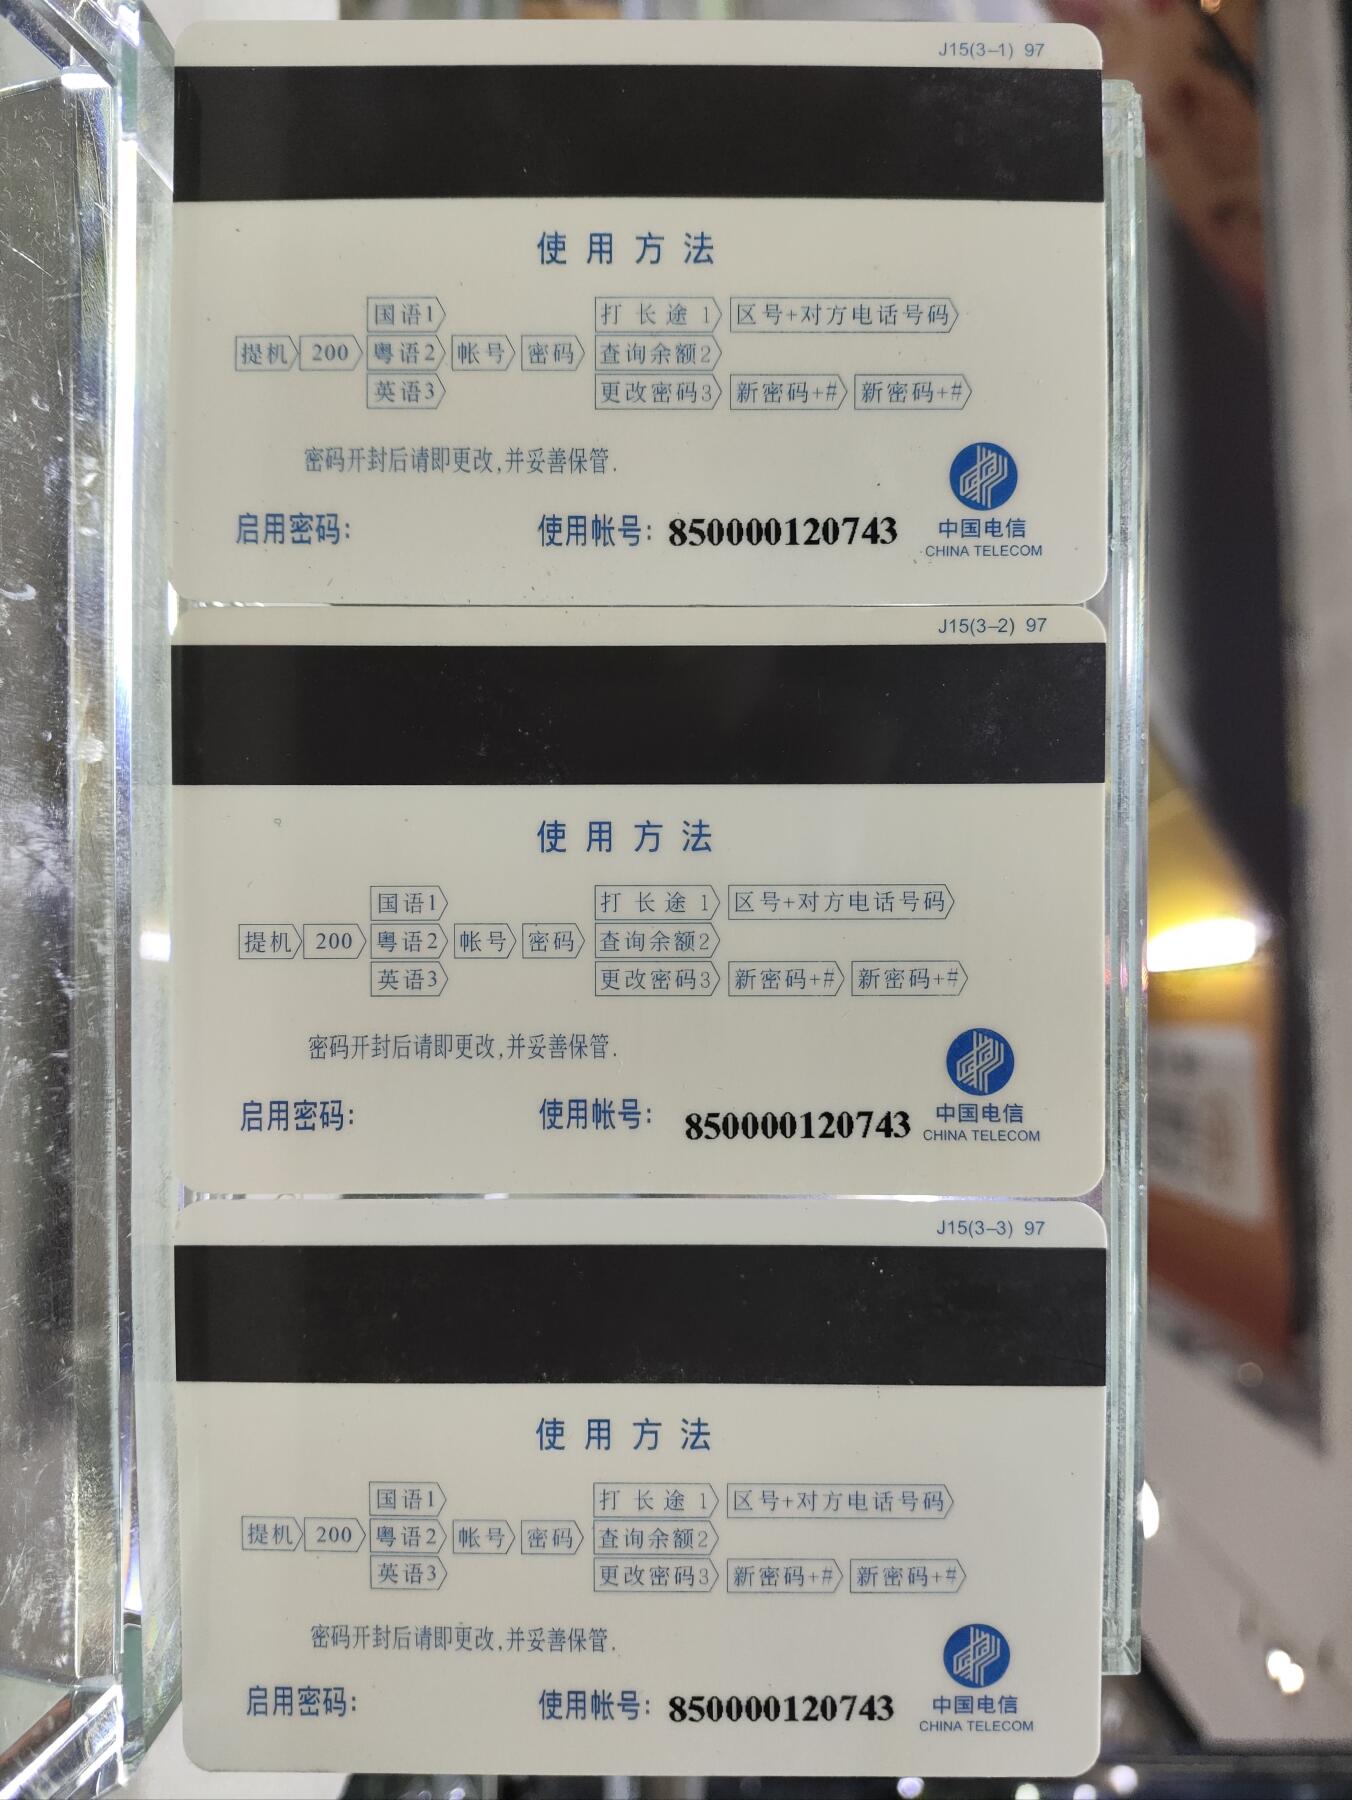 J15(3–1) 97
使用方法
国语1 打长途1 区号+对方电话号码
提机 200 粤语2 帐号 密码 查询余额2
英语3 更改密码3 新密码+# 新密码+#
密码开封后请即更改,并妥善保管.
启用密码: 使用帐号: 850000120743
中国电信
CHINA TELECOM
J15(3–2) 97
使用方法
国语1 打长途1 区号+对方电话号码
提机 200 粤语2 帐号 密码 查询余额2
英语3 更改密码3 新密码+# 新密码+#
密码开封后请即更改,并妥善保管.
启用密码: 使用帐号: 850000120743
中国电信
CHINA TELECOM
J15(3–3) 97
使用方法
国语1 打长途1 区号+对方电话号码
提机 200 粤语2 帐号 密码 查询余额2
英语3 更改密码3 新密码+# 新密码+#
密码开封后请即更改,并妥善保管.
启用密码: 使用帐号: 850000120743
中国电信
CHINA TELECOM